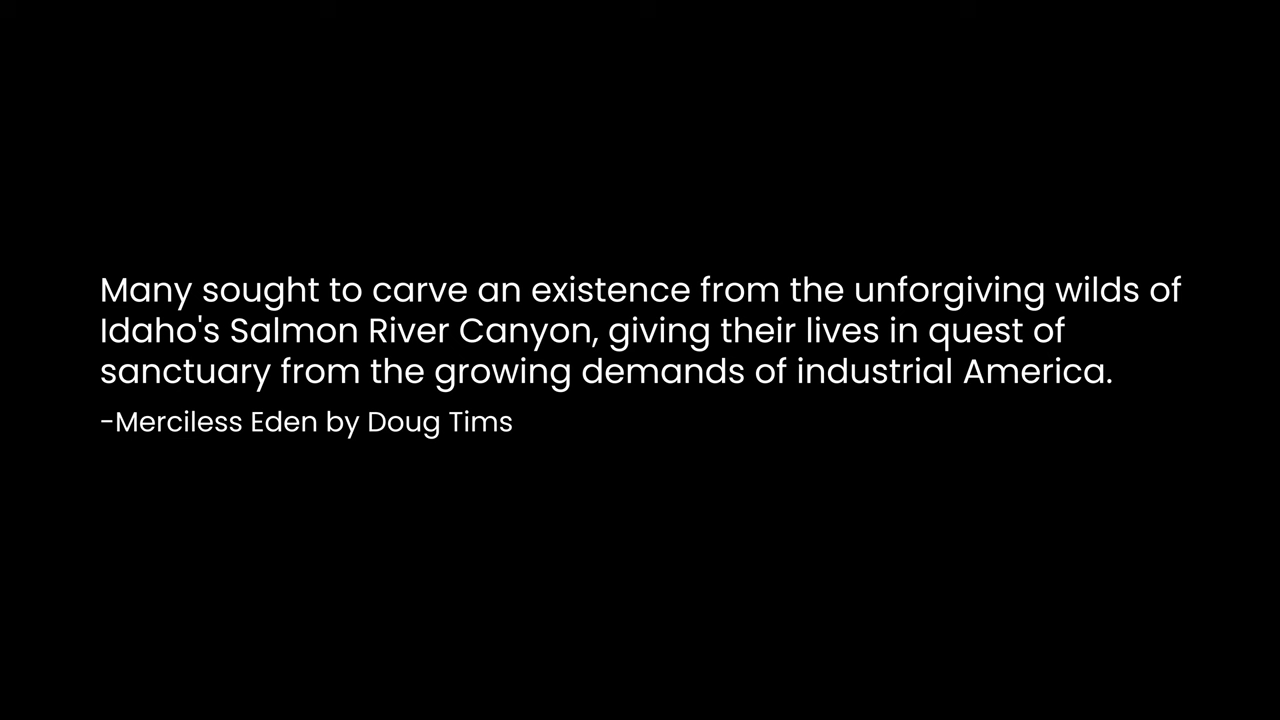 Many sought to carve an existence from the unforgiving wilds of
Idaho's Salmon River Canyon, giving their lives in quest of
sanctuary from the growing demands of industrial America.
-Merciless Eden by Doug Tims